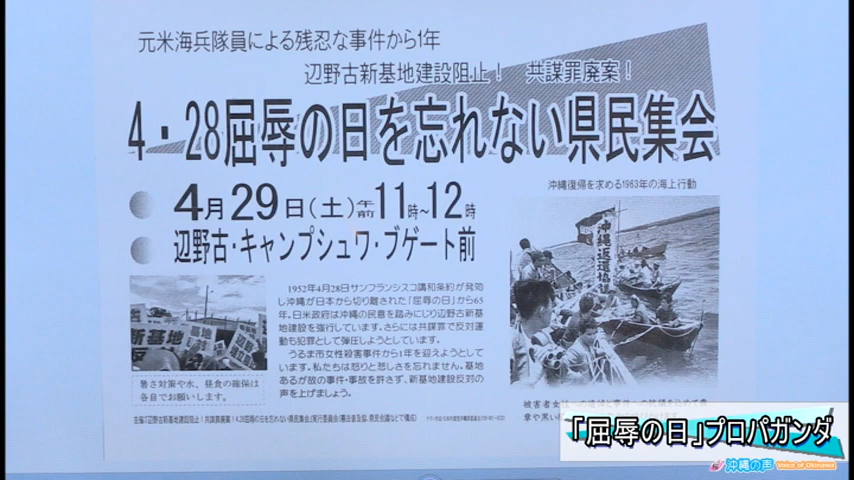 元米海兵隊員による残忍な事件から1年
辺野古新基地建設阻止！ 共謀罪廃案！
4・28屈辱の日を忘れない県民集会
4月29日(土)午前11時~12時
辺野古・キャンプシュワ・ブゲート前
沖縄復帰を求める1963年の海上行動
沖縄返還協
1952年4月28日サンフランシスコ講和条約が発効
し沖縄が日本から切り離された「屈辱の日」から65
年。日米政府は沖縄の民意を踏みにじり辺野古新基
地建設を強行しています。さらには共謀罪で反対運
動も犯罪として弾圧しようとしています。
うるま市女性殺害事件から1年を迎えようとして
います。私たちは怒りと悲しさを忘れません。基地
あるが故の事件・事故を許さず、新基地建設反対の
声を上げましょう。
新基地
反対
暑さ対策や水、昼食の確保は
各自でお願いします。
「屈辱の日」プロパガンダ
沖縄の声 Voice of Okinawa